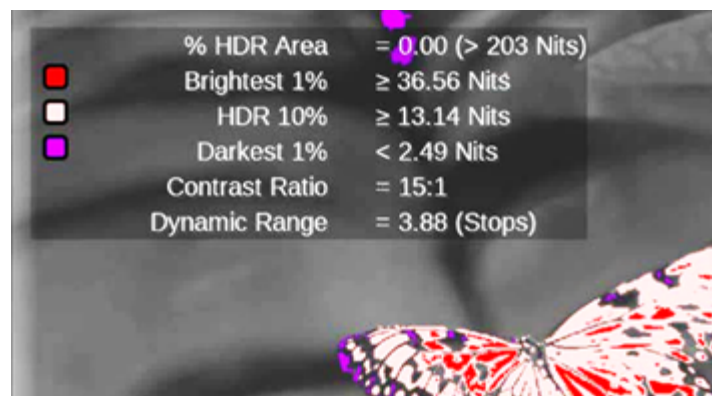 % HDR Area = 0.00 (> 203 Nits)
Brightest 1% ≥ 36.56 Nits
HDR 10% ≥ 13.14 Nits
Darkest 1% < 2.49 Nits
Contrast Ratio = 15:1
Dynamic Range = 3.88 (Stops)